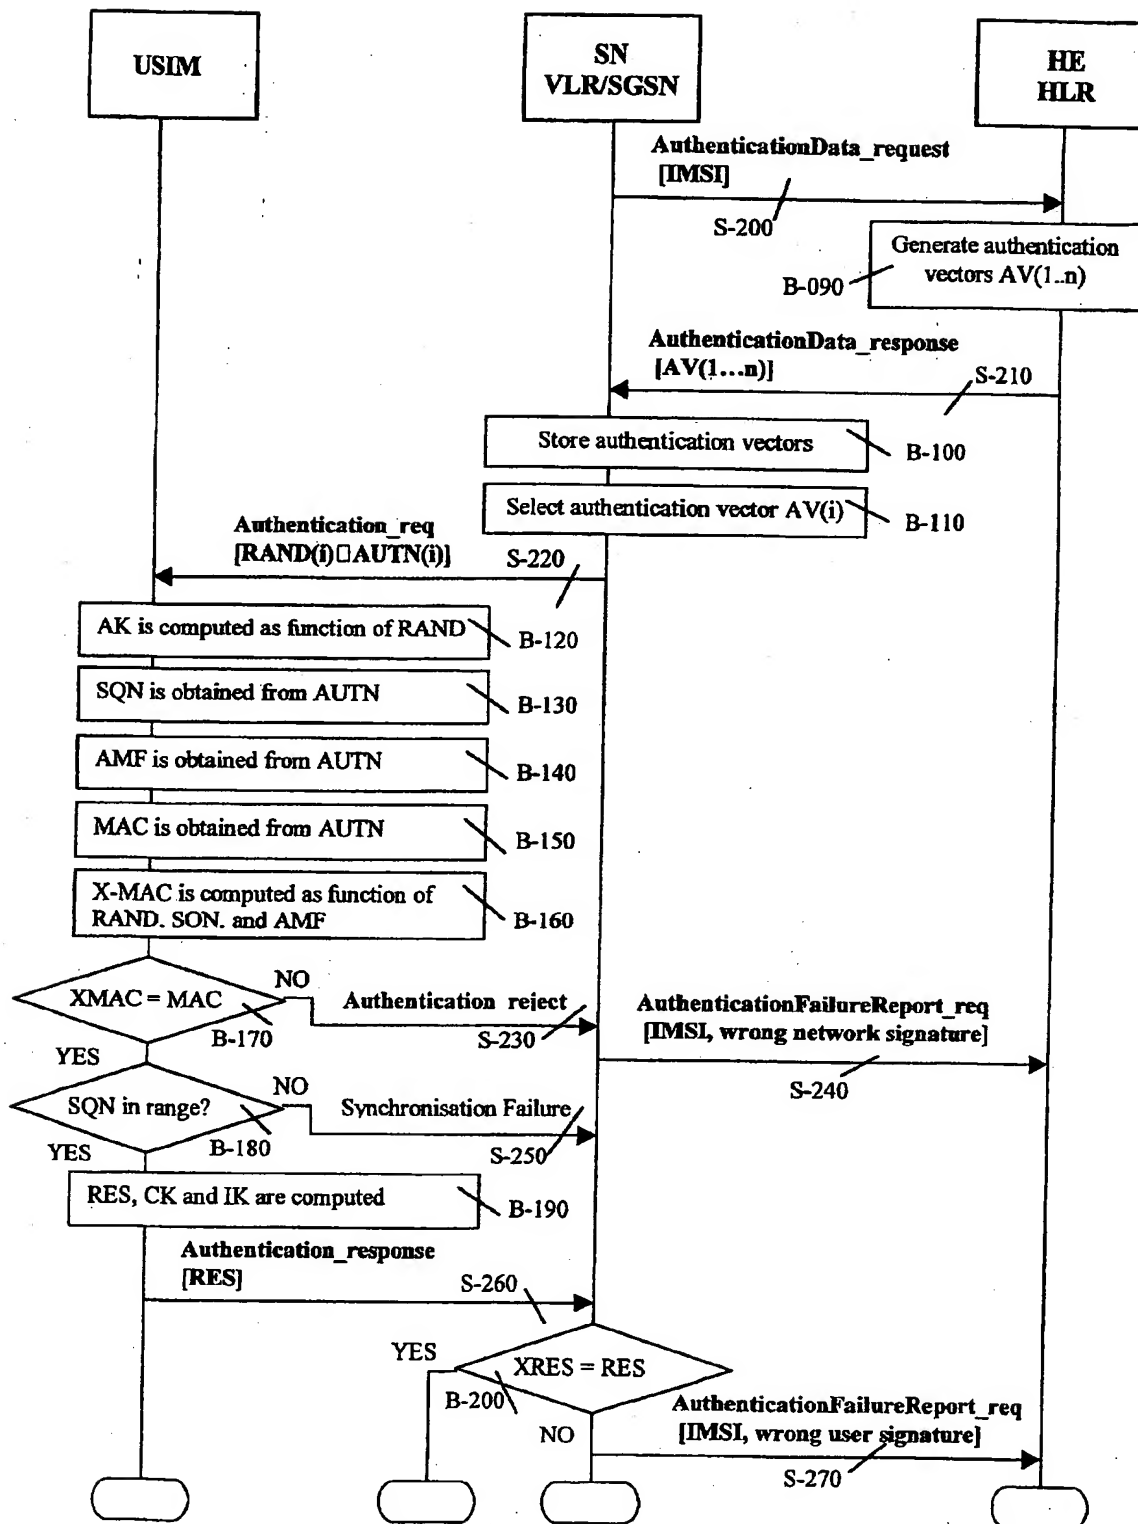 USIM
SN
VLR/SGSN
HE
HLR
AuthenticationData_request
[IMSI]
S-200
Generate authentication
vectors AV(1..n)
B-090
AuthenticationData_response
[AV(1...n)]
S-210
Store authentication vectors
B-100
Select authentication vector AV(i)
B-110
Authentication_req
[RAND(i)□AUTN(i)]
S-220
AK is computed as function of RAND
B-120
SQN is obtained from AUTN
B-130
AMF is obtained from AUTN
B-140
MAC is obtained from AUTN
B-150
X-MAC is computed as function of
RAND. SQN. and AMF
B-160
XMAC = MAC
NO
B-170
YES
Authentication reject
S-230
AuthenticationFailureReport_req
[IMSI, wrong network signature]
S-240
SQN in range?
NO
B-180
YES
Synchronisation Failure
S-250
RES, CK and IK are computed
B-190
Authentication_response
[RES]
S-260
YES
XRES = RES
B-200
NO
AuthenticationFailureReport_req
[IMSI, wrong user signature]
S-270